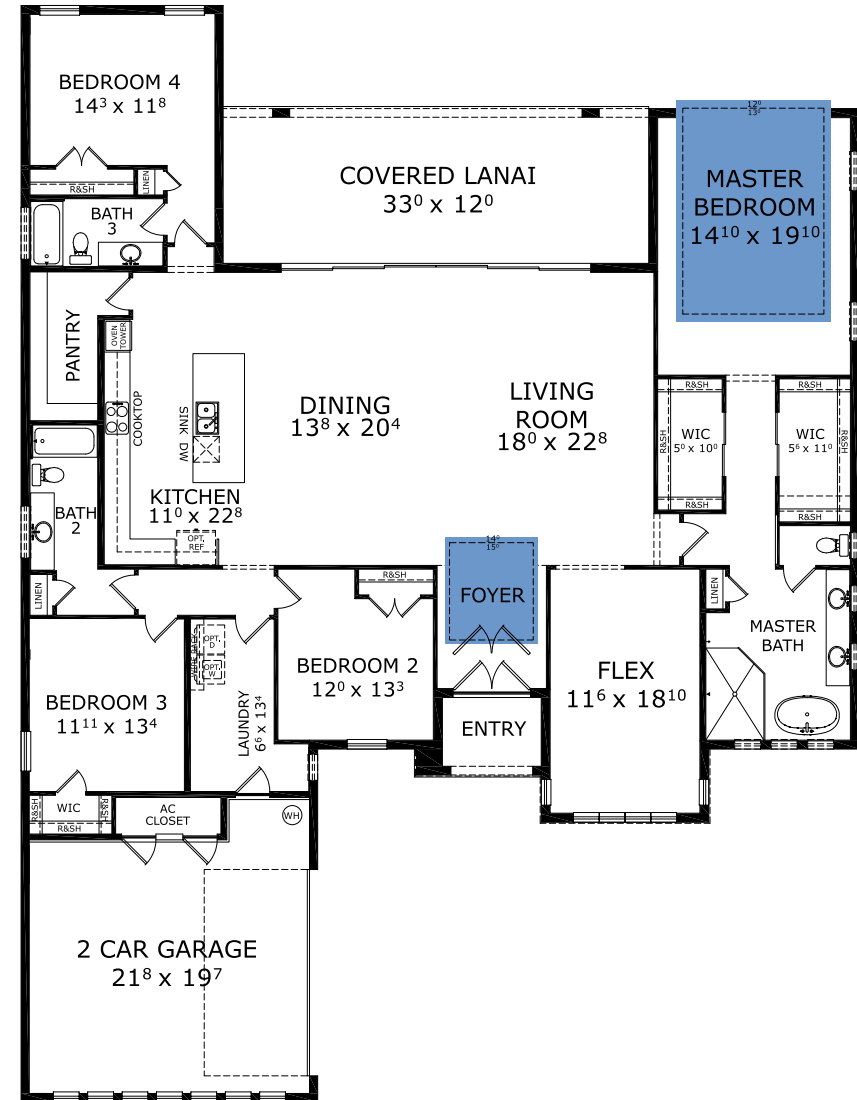 BEDROOM 4
14³ x 11⁸
R&SH
LINEN
BATH
3
COVERED LANAI
33⁰ x 12⁰
12⁰
13⁰
MASTER
BEDROOM
14¹⁰ x 19¹⁰
PANTRY
OVEN
TOWER
COOKTOP
SINK DW
KITCHEN
11⁰ x 22⁸
OPT.
REF
DINING
13⁸ x 20⁴
LIVING
ROOM
18⁰ x 22⁸
R&SH
R&SH
WIC
5⁰ x 10⁰
R&SH
R&SH
WIC
5⁶ x 11⁰
R&SH
R&SH
BATH
2
LINEN
14⁰
15⁰
FOYER
R&SH
BEDROOM 2
12⁰ x 13³
ENTRY
FLEX
11⁶ x 18¹⁰
LINEN
MASTER
BATH
BEDROOM 3
11¹¹ x 13⁴
OPT.
D
OPT.
W
LAUNDRY
6⁶ x 13⁴
R&SH
WIC
R&SH
R&SH
AC
CLOSET
WH
2 CAR GARAGE
21⁸ x 19⁷